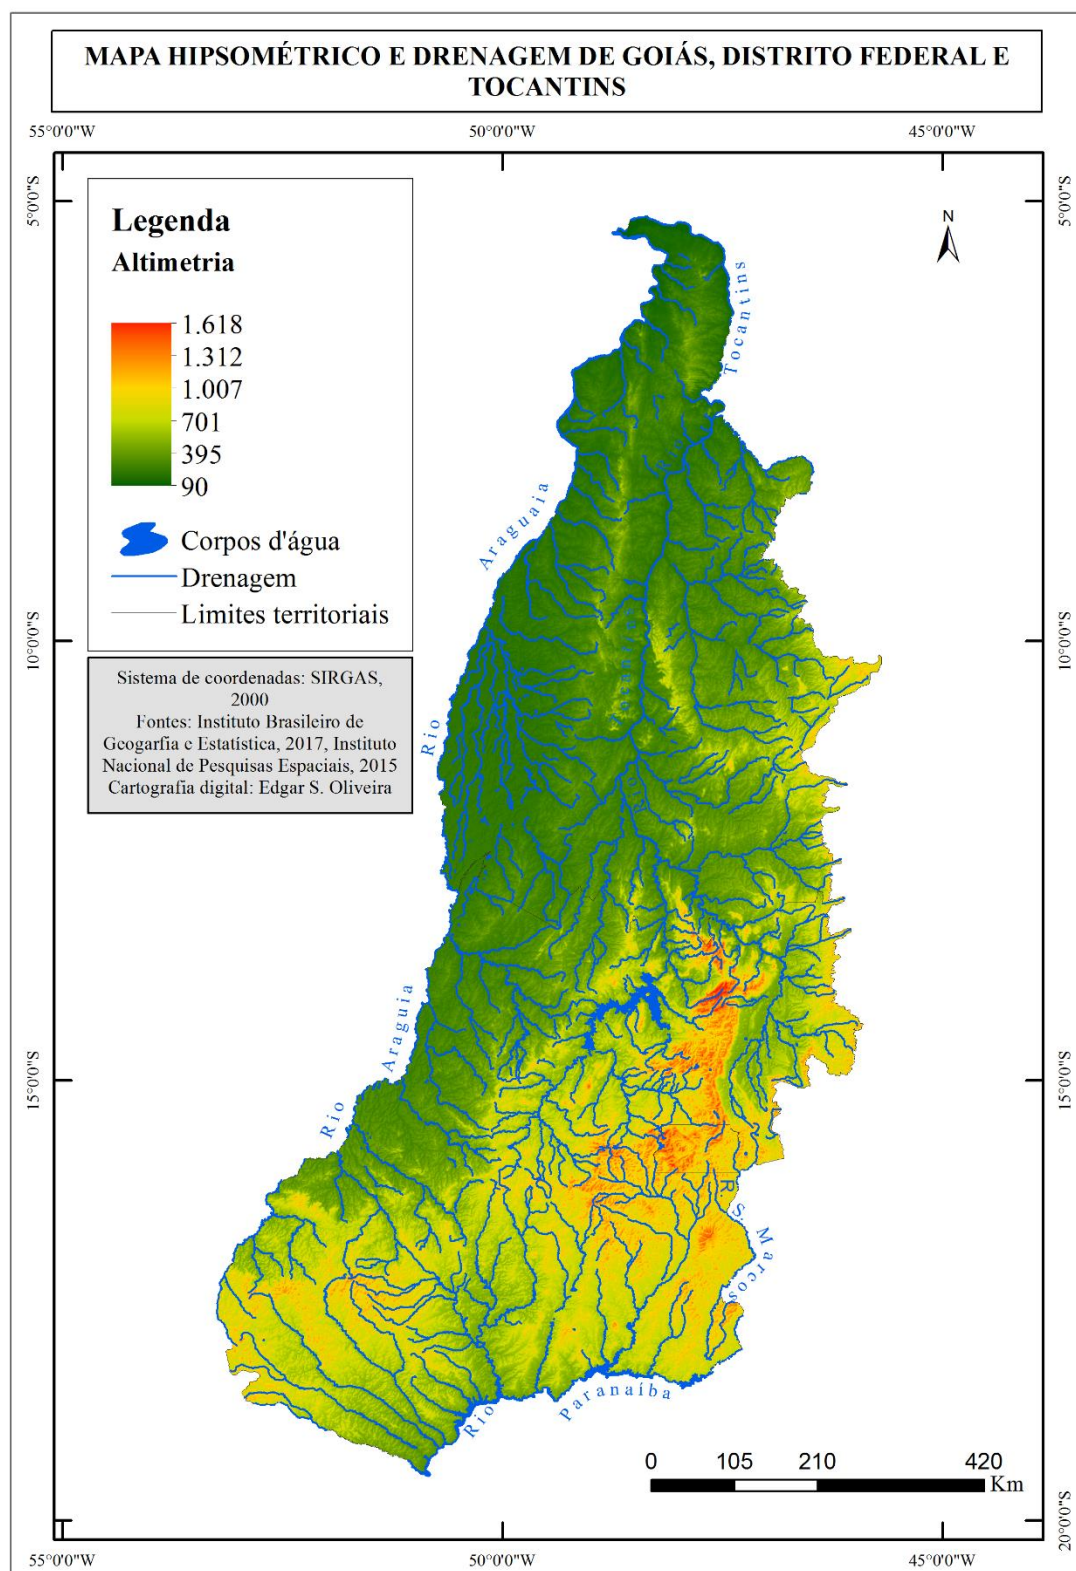 MAPA HIPSOMÉTRICO E DRENAGEM DE GOIÁS, DISTRITO FEDERAL E
TOCANTINS
55°0'0"W
50°0'0"W
45°0'0"W
5°0'0"S
5°0'0"S
Legenda
Altimetria
1.618
1.312
1.007
701
395
90
Corpos d'água
Drenagem
Limites territoriais
Sistema de coordenadas: SIRGAS,
2000
Fontes: Instituto Brasileiro de
Geogarfia e Estatística, 2017, Instituto
Nacional de Pesquisas Espaciais, 2015
Cartografia digital: Edgar S. Oliveira
N
Rio Tocantins
Rio Araguaia
10°0'0"S
10°0'0"S
Rio Tocantins
Rio Araguia
15°0'0"S
15°0'0"S
R. S. Marcos
Rio Paranaíba
0 105 210 420
Km
20°0'0"S
55°0'0"W
50°0'0"W
45°0'0"W